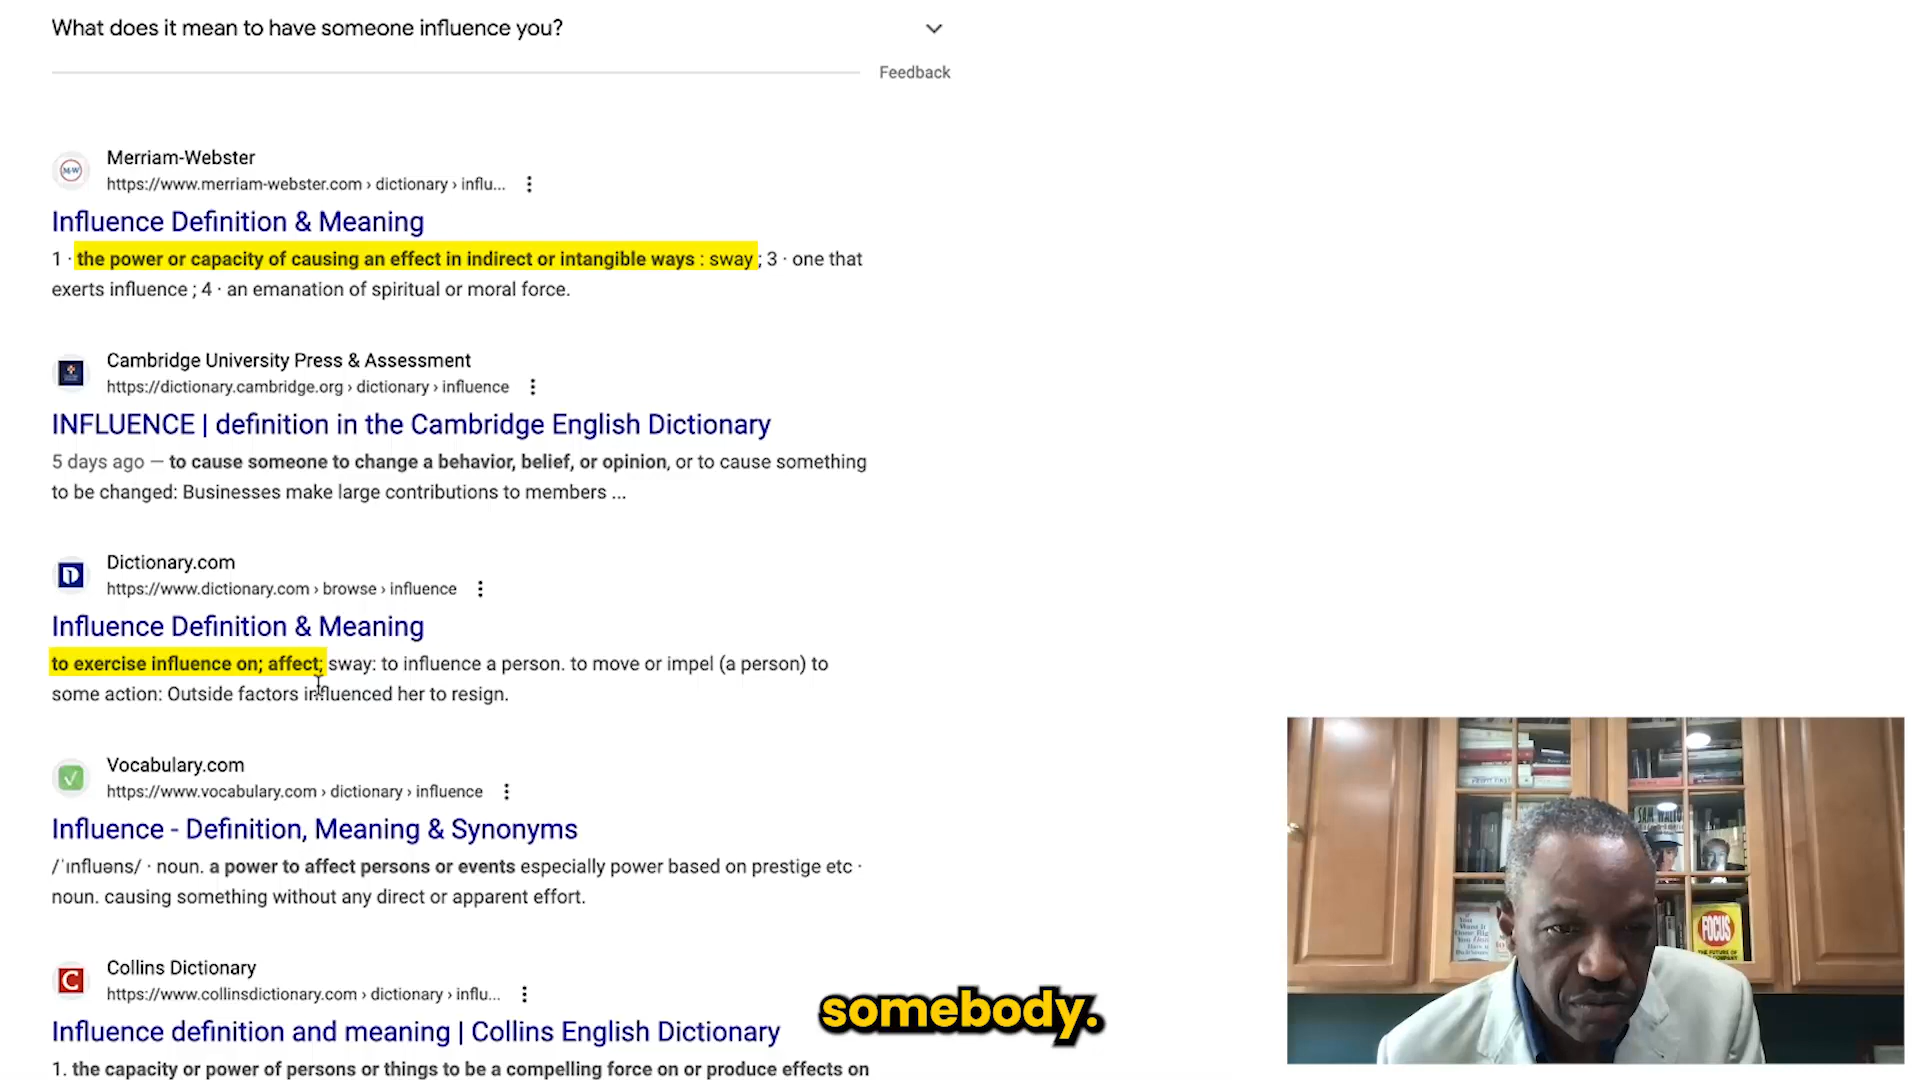 What does it mean to have someone influence you?
Feedback
Merriam-Webster
https://www.merriam-webster.com › dictionary › influ...
Influence Definition & Meaning
1 · the power or capacity of causing an effect in indirect or intangible ways : sway ; 3 · one that
exerts influence ; 4 · an emanation of spiritual or moral force.
Cambridge University Press & Assessment
https://dictionary.cambridge.org › dictionary › influence
INFLUENCE | definition in the Cambridge English Dictionary
5 days ago — to cause someone to change a behavior, belief, or opinion, or to cause something
to be changed: Businesses make large contributions to members ...
Dictionary.com
https://www.dictionary.com › browse › influence
Influence Definition & Meaning
to exercise influence on; affect; sway: to influence a person. to move or impel (a person) to
some action: Outside factors influenced her to resign.
Vocabulary.com
https://www.vocabulary.com › dictionary › influence
Influence - Definition, Meaning & Synonyms
/ˈɪnfluəns/ · noun. a power to affect persons or events especially power based on prestige etc ·
noun. causing something without any direct or apparent effort.
Collins Dictionary
https://www.collinsdictionary.com › dictionary › influ...
Influence definition and meaning | Collins English Dictionary
1. the capacity or power of persons or things to be a compelling force on or produce effects on
SAM WALTON
FOCUS
somebody.